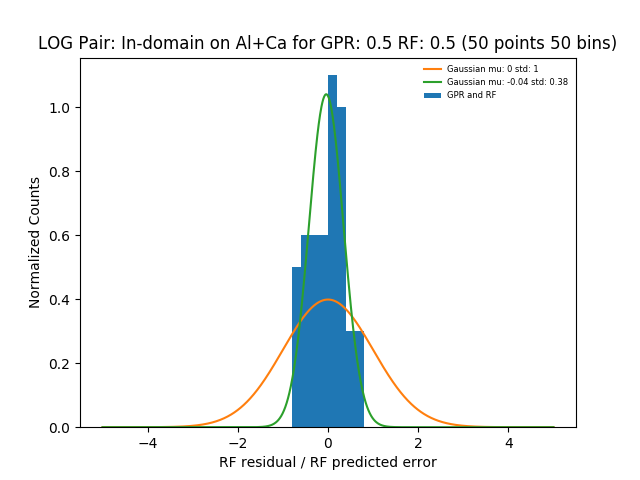 LOG Pair: In-domain on Al+Ca for GPR: 0.5 RF: 0.5 (50 points 50 bins)
Gaussian mu: 0 std: 1
Gaussian mu: -0.04 std: 0.38
GPR and RF
Normalized Counts
1.0
0.8
0.6
0.4
0.2
0.0
−4
−2
0
2
4
RF residual / RF predicted error